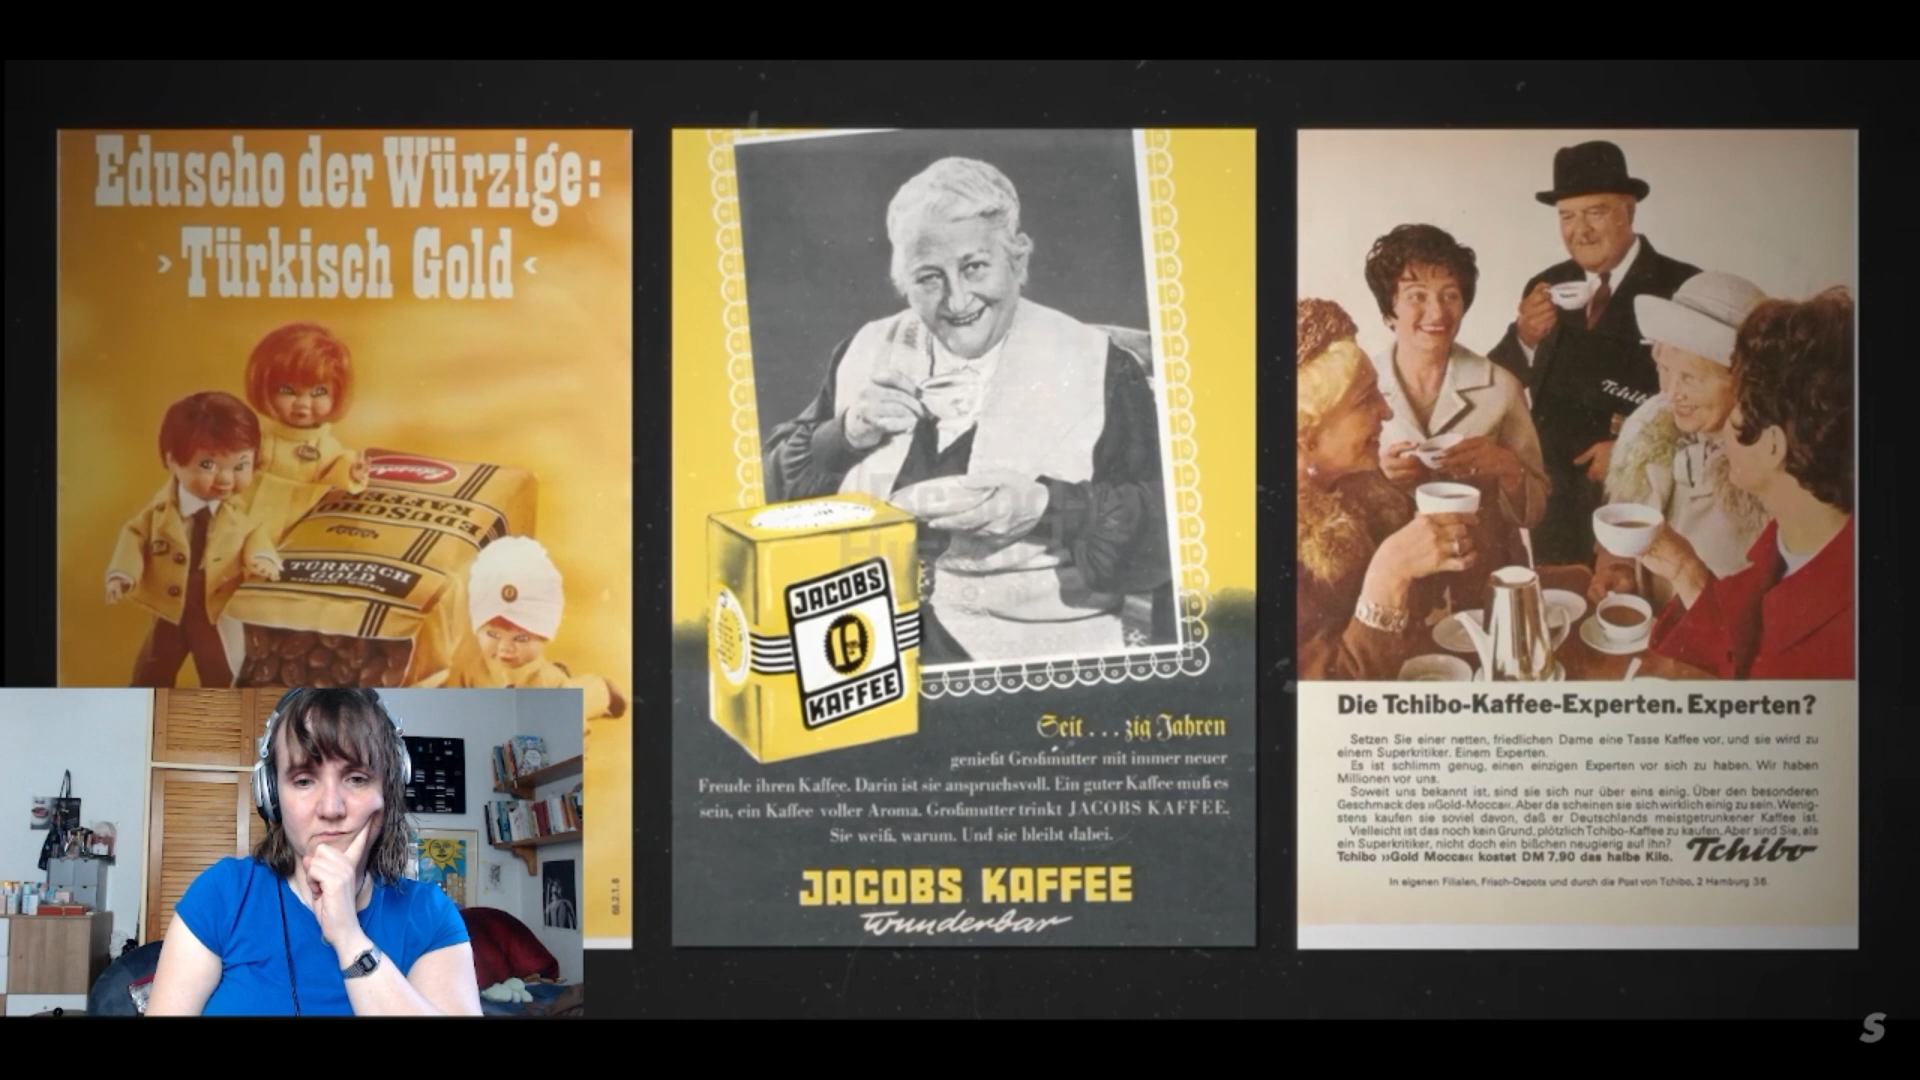 Eduscho der Würzige:
›Türkisch Gold‹
Eduscho
EDUSCHO
KAFFEE
TÜRKISCH
GOLD
68.2.1.8
JACOBS
KAFFEE
Seit ... zig Jahren
genießt Großmutter mit immer neuer
Freude ihren Kaffee. Darin ist sie anspruchsvoll. Ein guter Kaffee muß es
sein, ein Kaffee voller Aroma. Großmutter trinkt JACOBS KAFFEE.
Sie weiß, warum. Und sie bleibt dabei.
JACOBS KAFFEE
wunderbar
Tchibo
Die Tchibo-Kaffee-Experten. Experten?
Setzen Sie einer netten, friedlichen Dame eine Tasse Kaffee vor, und sie wird zu
einem Superkritiker. Einem Experten.
Es ist schlimm genug, einen einzigen Experten vor sich zu haben. Wir haben
Millionen vor uns.
Soweit uns bekannt ist, sind sie sich nur über eins einig. Über den besonderen
Geschmack des »Gold-Mocca«. Aber da scheinen sie sich wirklich einig zu sein. Wenig-
stens kaufen sie soviel davon, daß er Deutschlands meistgetrunkener Kaffee ist.
Vielleicht ist das noch kein Grund, plötzlich Tchibo-Kaffee zu kaufen. Aber sind Sie, als
ein Superkritiker, nicht doch ein bißchen neugierig auf ihn?
Tchibo »Gold Mocca« kostet DM 7,90 das halbe Kilo.
Tchibo
In eigenen Filialen, Frisch-Depots und durch die Post von Tchibo, 2 Hamburg 36.
S